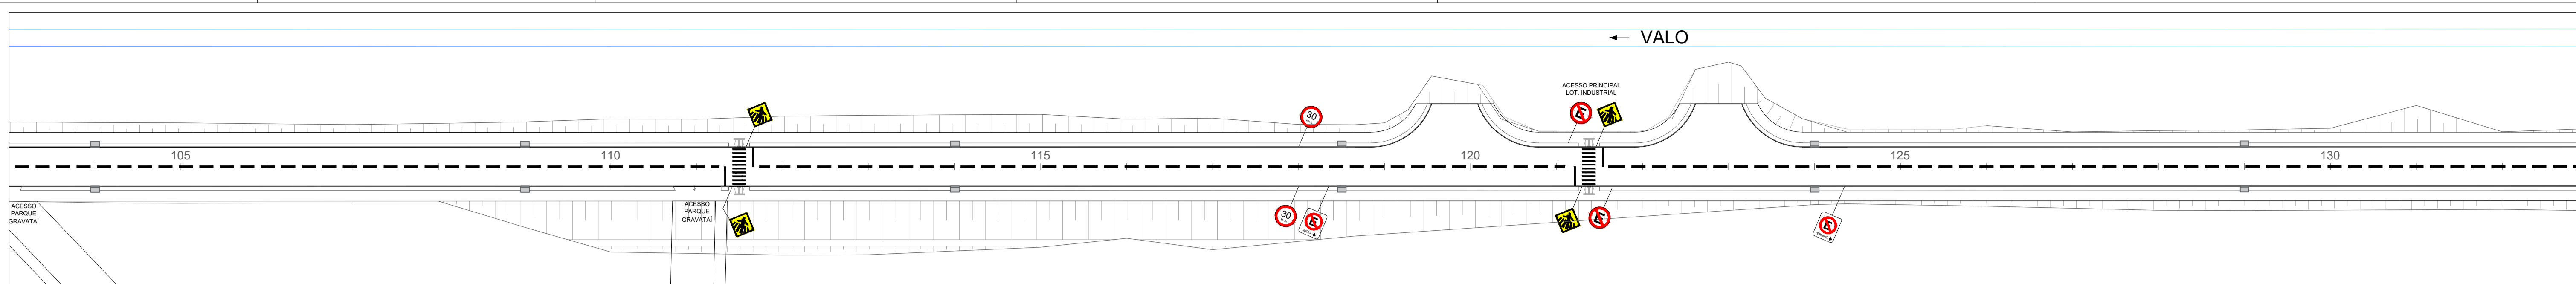 VALO
ACESSO PRINCIPAL
LOT. INDUSTRIAL
30
E
105
110
115
120
125
130
ACESSO
PARQUE
GRAVATAÍ
ACESSO
PARQUE
GRAVATAÍ
30
E
E
E